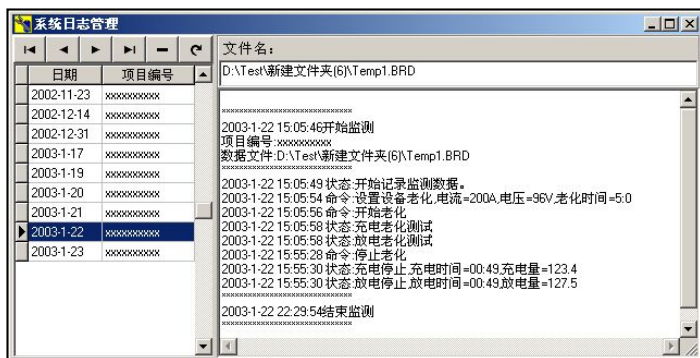 系统日志管理
日期 项目编号
2002-11-23 xxxxxxxxxx
2002-12-14 xxxxxxxxxx
2002-12-31 xxxxxxxxxx
2003-1-17 xxxxxxxxxx
2003-1-19 xxxxxxxxxx
2003-1-20 xxxxxxxxxx
2003-1-21 xxxxxxxxxx
2003-1-22 xxxxxxxxxx
2003-1-23 xxxxxxxxxx
文件名:
D:\Test\新建文件夹(6)\Temp1.BRD
××××××××××××××××××××××××××××
2003-1-22 15:05:46开始监测
项目编号:xxxxxxxxxx
数据文件:D:\Test\新建文件夹(6)\Temp1.BRD
××××××××××××××××××××××××××××
2003-1-22 15:05:49 状态:开始记录监测数据。
2003-1-22 15:05:54 命令:设置设备老化,电流=200A,电压=96V,老化时间=5:0
2003-1-22 15:05:56 命令:开始老化
2003-1-22 15:05:58 状态:充电老化测试
2003-1-22 15:05:58 状态:放电老化测试
2003-1-22 15:55:28 命令:停止老化
2003-1-22 15:55:30 状态:充电停止,充电时间=00:49,充电量=123.4
2003-1-22 15:55:30 状态:放电停止,放电时间=00:49,放电量=127.5
××××××××××××××××××××××××××××
2003-1-22 22:29:54结束监测
××××××××××××××××××××××××××××